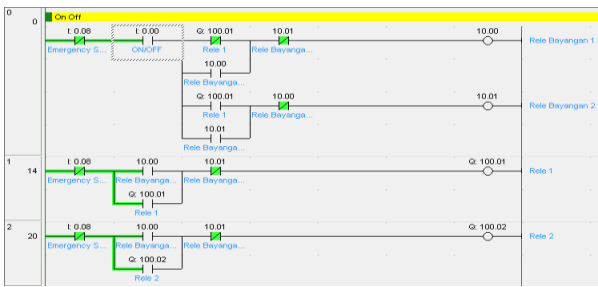 0 0 On Off
I: 0.08 I: 0.00 Q: 100.01 10.01 10.00
Emergency S... ON/OFF Rele 1 Rele Bayanga... Rele Bayangan 1
10.00
Rele Bayanga...
Q: 100.01 10.00 10.01
Rele 1 Rele Bayanga... Rele Bayangan 2
10.01
Rele Bayanga...
1 14 I: 0.08 10.00 10.01 Q: 100.01
Emergency S... Rele Bayanga... Rele Bayanga... Rele 1
Q: 100.01
Rele 1
2 20 I: 0.08 10.00 10.01 Q: 100.02
Emergency S... Rele Bayanga... Rele Bayanga... Rele 2
Q: 100.02
Rele 2